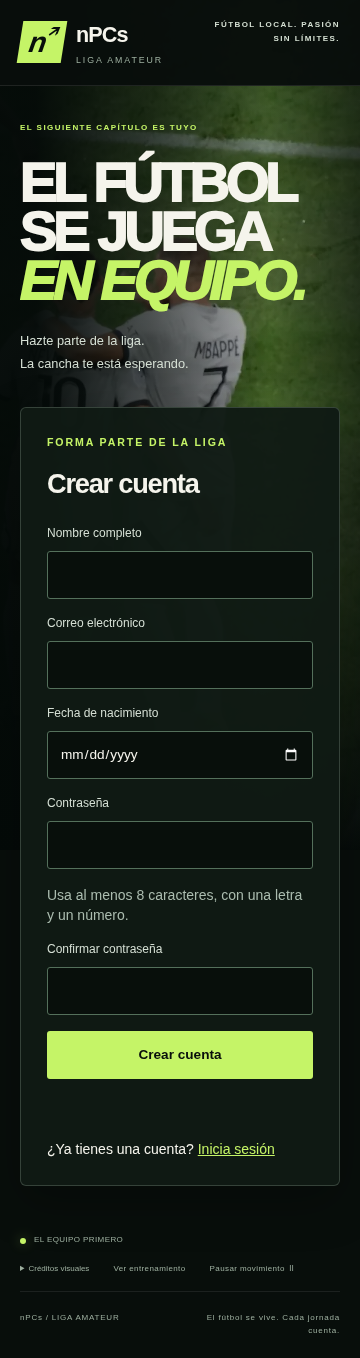 n
nPCs
LIGA AMATEUR
FÚTBOL LOCAL. PASIÓN
SIN LÍMITES.
EL SIGUIENTE CAPÍTULO ES TUYO
EL FÚTBOL
SE JUEGA
EN EQUIPO.
MBAPPÉ
7
10
Hazte parte de la liga.
La cancha te está esperando.
FORMA PARTE DE LA LIGA
Crear cuenta
Nombre completo
Correo electrónico
Fecha de nacimiento
mm/dd/yyyy
Contraseña
Usa al menos 8 caracteres, con una letra
y un número.
Confirmar contraseña
Crear cuenta
¿Ya tienes una cuenta? Inicia sesión
EL EQUIPO PRIMERO
Créditos visuales Ver entrenamiento Pausar movimiento
nPCs / LIGA AMATEUR
El fútbol se vive. Cada jornada
cuenta.